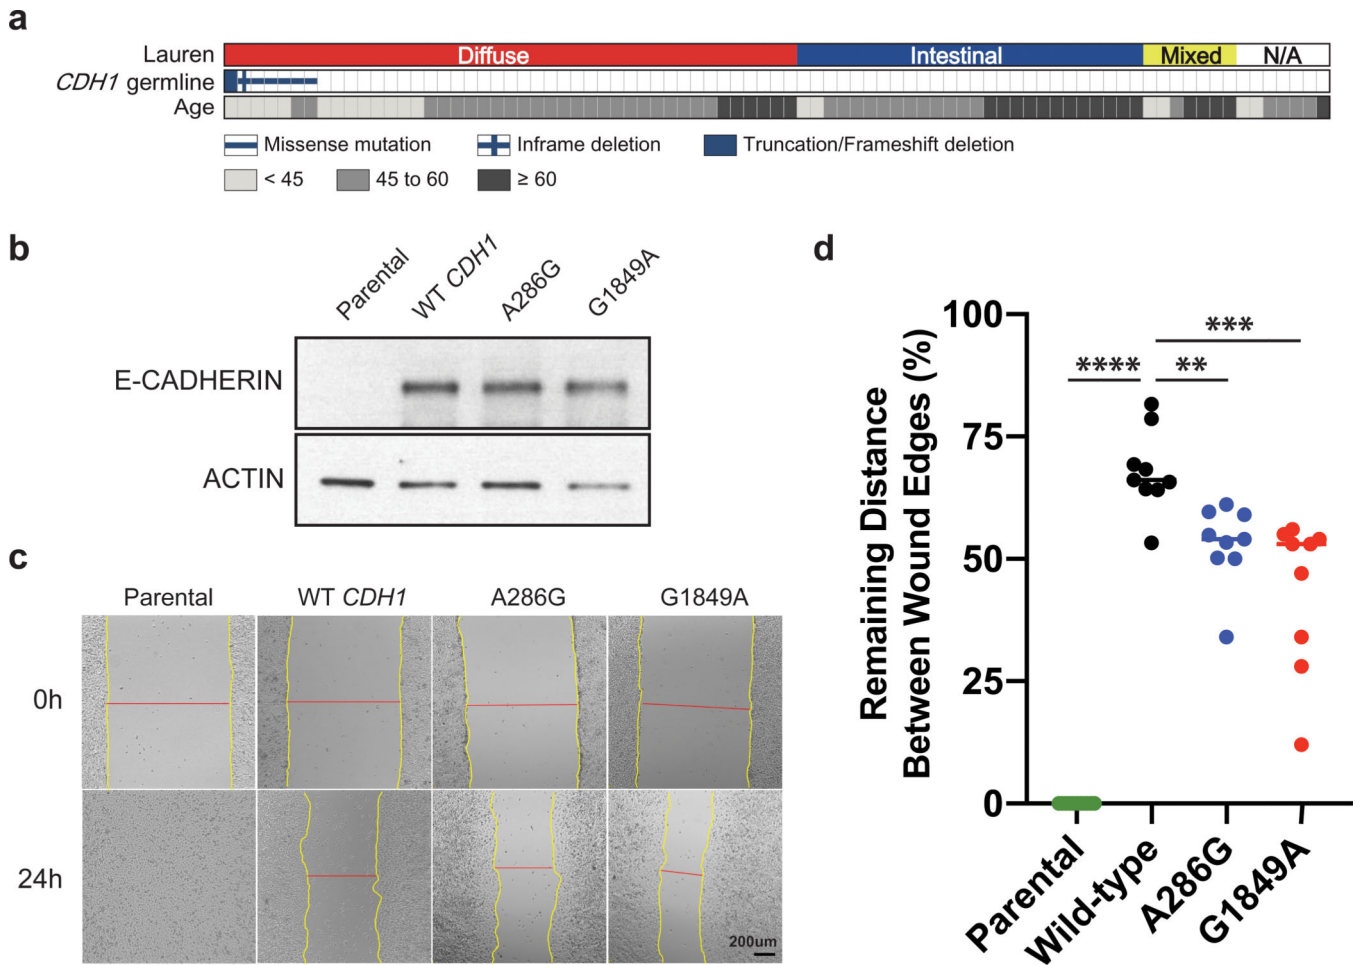 a
Lauren Diffuse Intestinal Mixed N/A
CDH1 germline
Age
Missense mutation Inframe deletion Truncation/Frameshift deletion
< 45 45 to 60 ≥ 60
b
Parental WT CDH1 A286G G1849A
E-CADHERIN
ACTIN
c
Parental WT CDH1 A286G G1849A
0h
24h
200um
d
Remaining Distance
Between Wound Edges (%)
100
75
50
25
0
**** ** ***
Parental Wild-type A286G G1849A